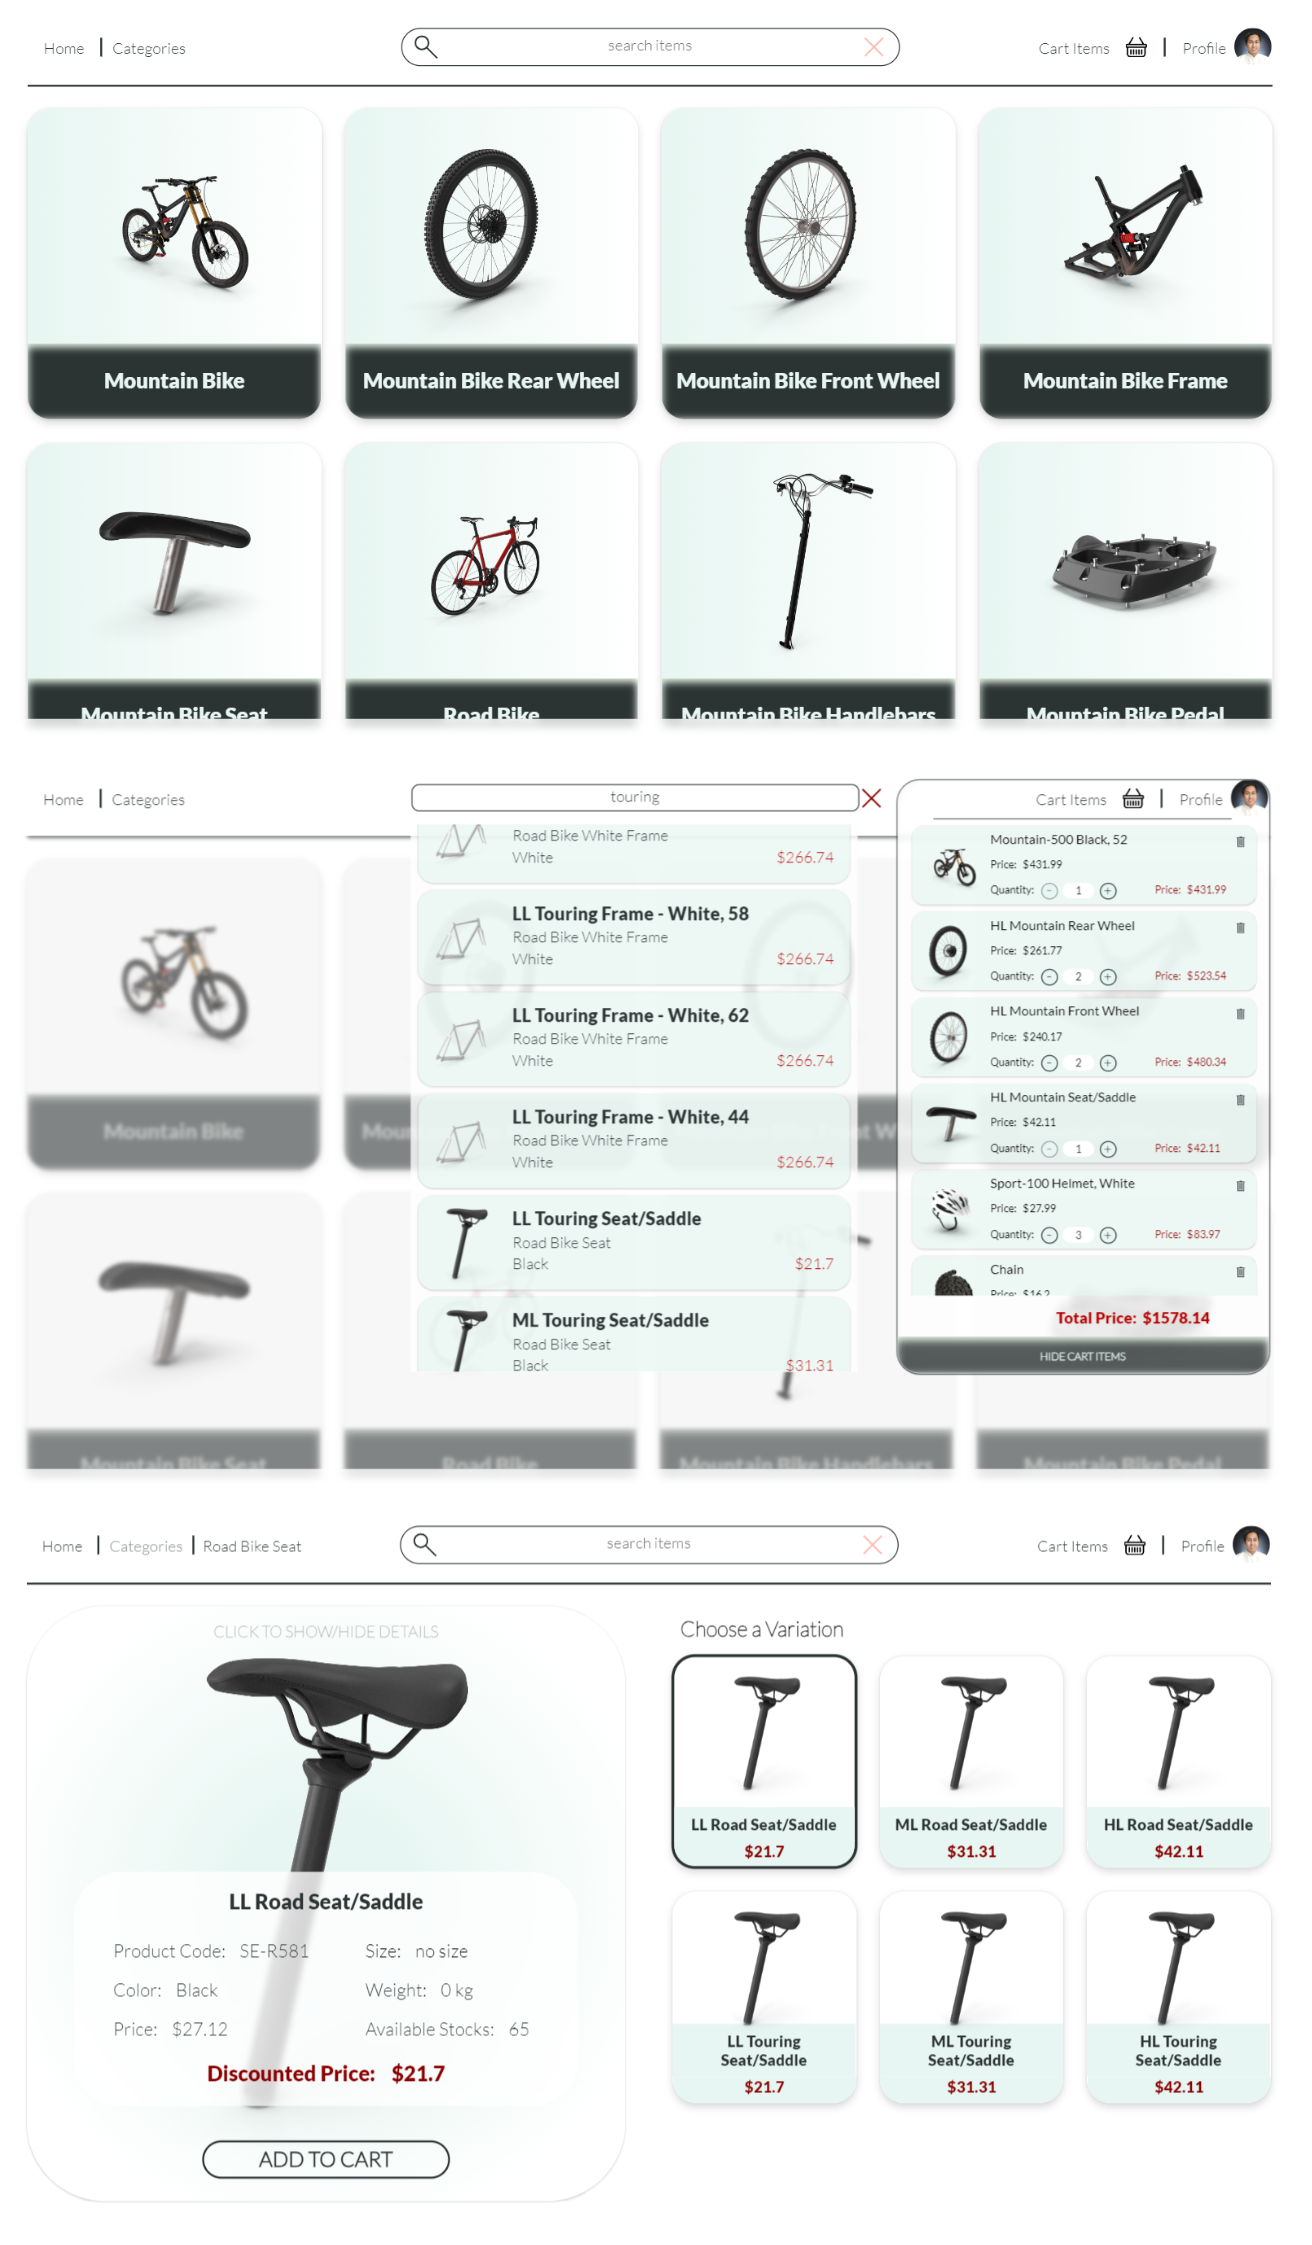 Home | Categories
search items
Cart Items | Profile
Mountain Bike
Mountain Bike Rear Wheel
Mountain Bike Front Wheel
Mountain Bike Frame
Mountain Bike Seat
Road Bike
Mountain Bike Handlebars
Mountain Bike Pedal
Home | Categories
touring
Road Bike White Frame
White
$266.74
LL Touring Frame - White, 58
Road Bike White Frame
White
$266.74
LL Touring Frame - White, 62
Road Bike White Frame
White
$266.74
LL Touring Frame - White, 44
Road Bike White Frame
White
$266.74
LL Touring Seat/Saddle
Road Bike Seat
Black
$21.7
ML Touring Seat/Saddle
Road Bike Seat
Black
$31.31
Cart Items | Profile
Mountain-500 Black, 52
Price: $431.99
Quantity: - 1 + Price: $431.99
HL Mountain Rear Wheel
Price: $261.77
Quantity: - 2 + Price: $523.54
HL Mountain Front Wheel
Price: $240.17
Quantity: - 2 + Price: $480.34
HL Mountain Seat/Saddle
Price: $42.11
Quantity: - 1 + Price: $42.11
Sport-100 Helmet, White
Price: $27.99
Quantity: - 3 + Price: $83.97
Chain
Price: $16.2
Total Price: $1578.14
HIDE CART ITEMS
Mountain Bike
Mountain Bike Seat
Road Bike
Mountain Bike Handlebars
Mountain Bike Pedal
Home | Categories | Road Bike Seat
search items
Cart Items | Profile
CLICK TO SHOW/HIDE DETAILS
LL Road Seat/Saddle
Product Code: SE-R581
Size: no size
Color: Black
Weight: 0 kg
Price: $27.12
Available Stocks: 65
Discounted Price: $21.7
ADD TO CART
Choose a Variation
LL Road Seat/Saddle
$21.7
ML Road Seat/Saddle
$31.31
HL Road Seat/Saddle
$42.11
LL Touring
Seat/Saddle
$21.7
ML Touring
Seat/Saddle
$31.31
HL Touring
Seat/Saddle
$42.11